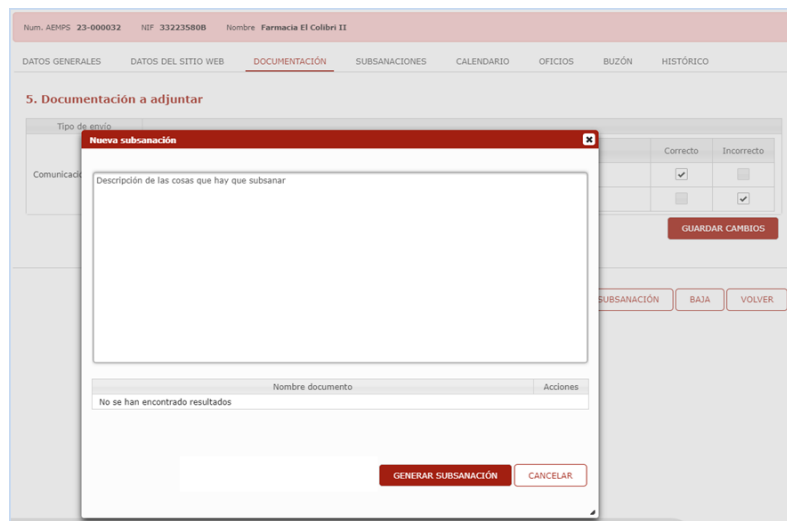 Num. AEMPS 23-000032 NIF 33223580B Nombre Farmacia El Colibri II
DATOS GENERALES DATOS DEL SITIO WEB DOCUMENTACIÓN SUBSANACIONES CALENDARIO OFICIOS BUZÓN HISTÓRICO
5. Documentación a adjuntar
Tipo de envío
Nueva subsanación
Correcto Incorrecto
Descripción de las cosas que hay que subsanar
GUARDAR CAMBIOS
SUBSANACIÓN BAJA VOLVER
Nombre documento Acciones
No se han encontrado resultados
GENERAR SUBSANACIÓN CANCELAR